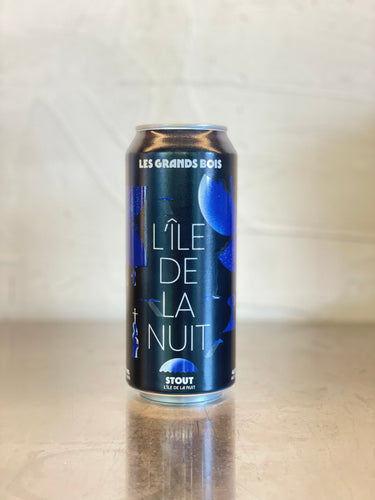 LES GRANDS BOIS
L'ÎLE
DE
LA
NUIT
STOUT
L'ÎLE DE LA NUIT